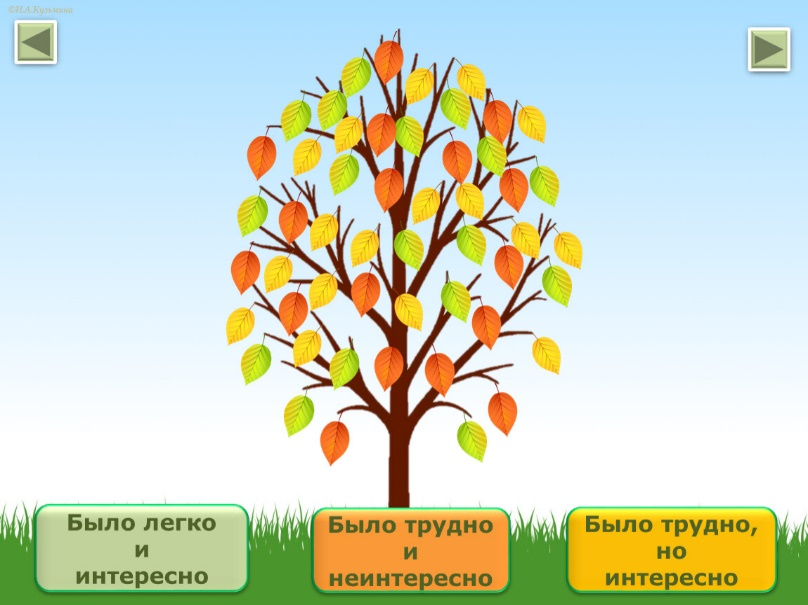 Было легко
и
интересно
Было трудно
и
неинтересно
Было трудно,
но
интересно